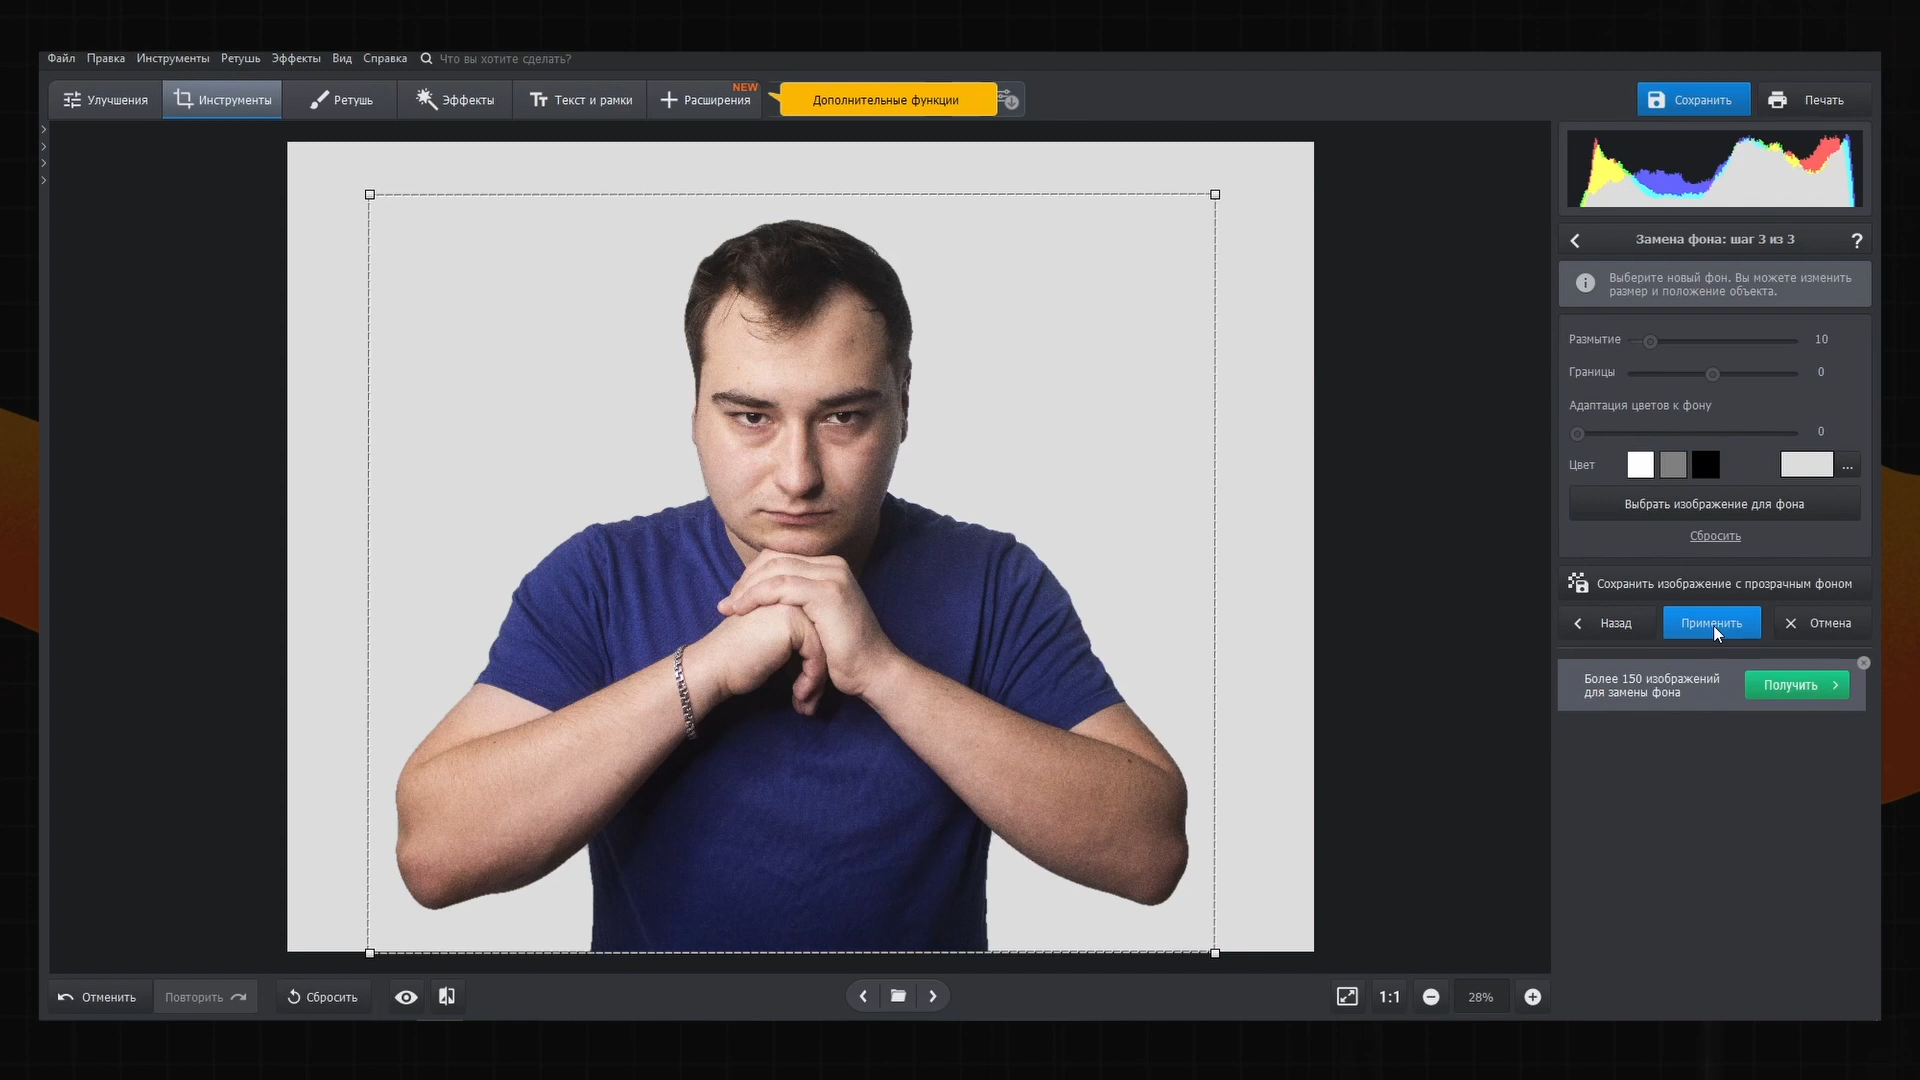 Файл Правка Инструменты Ретушь Эффекты Вид Справка Что вы хотите сделать?
Улучшения Инструменты Ретушь Эффекты Текст и рамки Расширения NEW Дополнительные функции Сохранить Печать
Замена фона: шаг 3 из 3 ?
Выберите новый фон. Вы можете изменить
размер и положение объекта.
Размытие 10
Границы 0
Адаптация цветов к фону
0
Цвет ...
Выбрать изображение для фона
Сбросить
Сохранить изображение с прозрачным фоном
Назад Применить Отмена
Более 150 изображений
для замены фона
Получить
Отменить Повторить Сбросить 1:1 28%